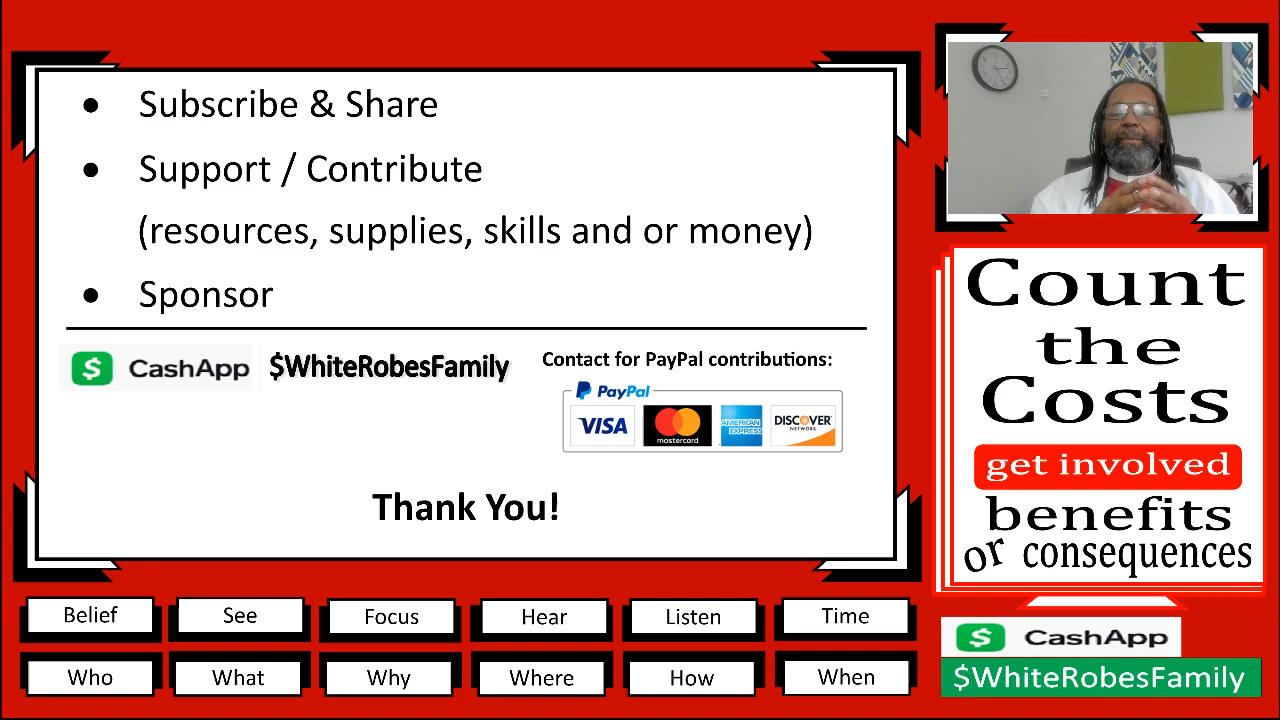 • Subscribe & Share
• Support / Contribute
(resources, supplies, skills and or money)
• Sponsor
CashApp $WhiteRobesFamily
Contact for PayPal contributions:
PayPal
VISA mastercard AMERICAN EXPRESS DISCOVER NETWORK
Thank You!
Belief See Focus Hear Listen Time
Who What Why Where How When
Count
the
Costs
get involved
benefits
or consequences
CashApp
$WhiteRobesFamily